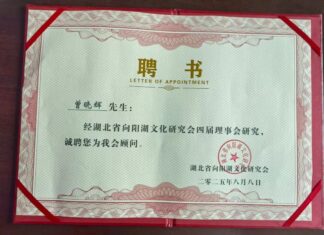 聘书
LETTER OF APPOINTMENT
曾晓辉 先生：
经湖北省向阳湖文化研究会四届理事会研究，
诚聘您为我会顾问。
湖北省向阳湖文化研究会
二〇二五年八月八日